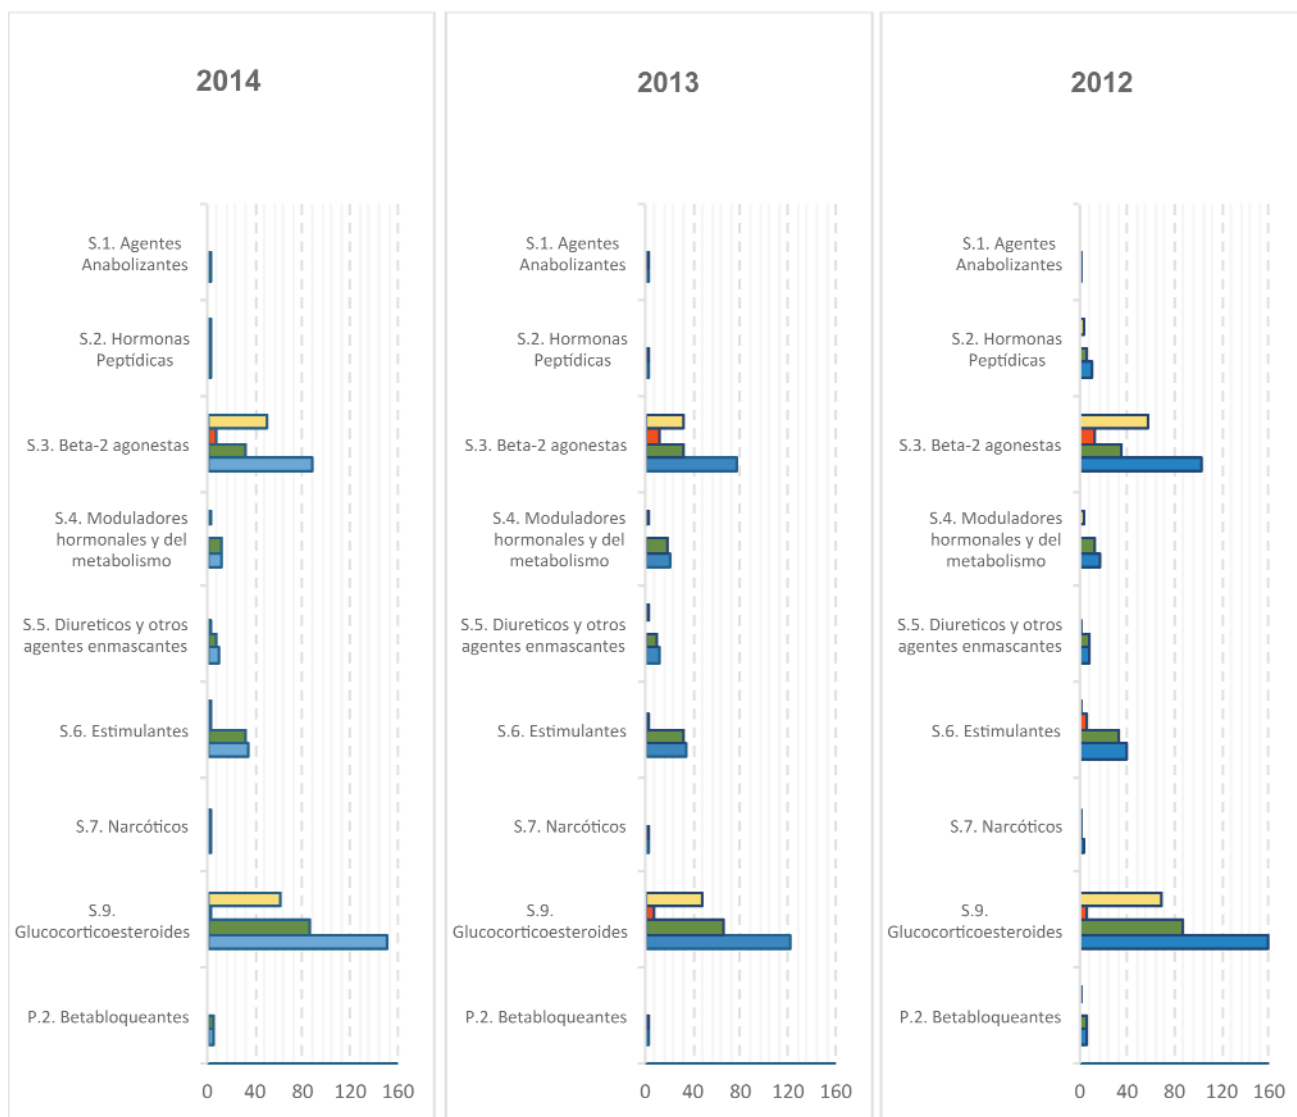 2014
S.1. Agentes
Anabolizantes
S.2. Hormonas
Peptídicas
S.3. Beta-2 agonestas
S.4. Moduladores
hormonales y del
metabolismo
S.5. Diureticos y otros
agentes enmascantes
S.6. Estimulantes
S.7. Narcóticos
S.9.
Glucocorticoesteroides
P.2. Betabloqueantes
0 40 80 120 160
2013
S.1. Agentes
Anabolizantes
S.2. Hormonas
Peptídicas
S.3. Beta-2 agonestas
S.4. Moduladores
hormonales y del
metabolismo
S.5. Diureticos y otros
agentes enmascantes
S.6. Estimulantes
S.7. Narcóticos
S.9.
Glucocorticoesteroides
P.2. Betabloqueantes
0 40 80 120 160
2012
S.1. Agentes
Anabolizantes
S.2. Hormonas
Peptídicas
S.3. Beta-2 agonestas
S.4. Moduladores
hormonales y del
metabolismo
S.5. Diureticos y otros
agentes enmascantes
S.6. Estimulantes
S.7. Narcóticos
S.9.
Glucocorticoesteroides
P.2. Betabloqueantes
0 40 80 120 160